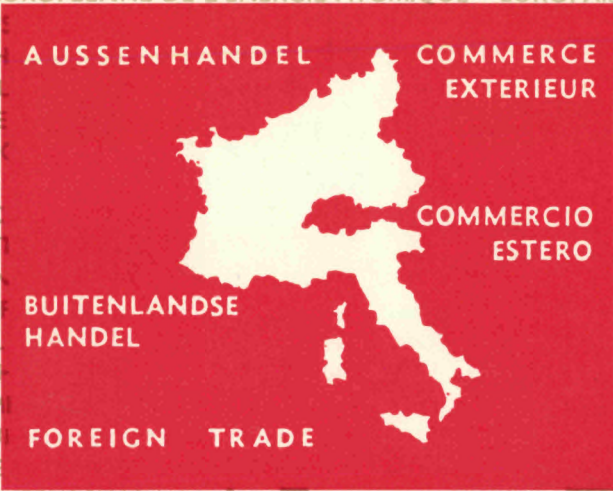 AUSSENHANDEL
COMMERCE
EXTERIEUR
COMMERCIO
ESTERO
BUITENLANDSE
HANDEL
FOREIGN TRADE